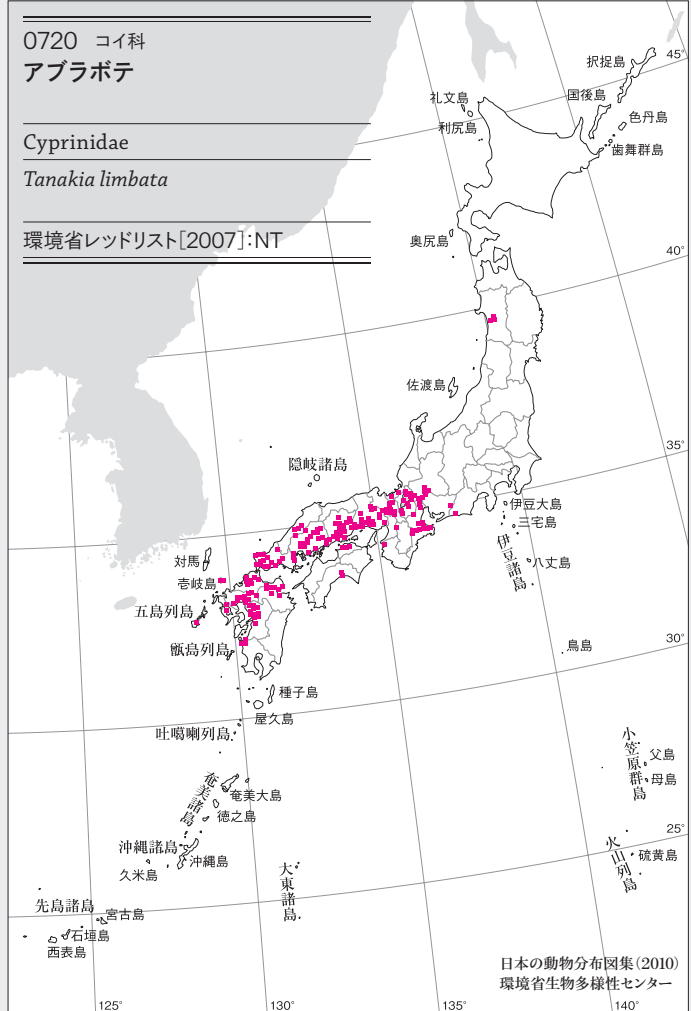 0720 コイ科
アブラボテ
Cyprinidae
Tanakia limbata
環境省レッドリスト[2007]:NT
択捉島
国後島
礼文島
色丹島
利尻島
歯舞群島
奥尻島
佐渡島
隠岐諸島
伊豆大島
三宅島
伊豆諸島
八丈島
対馬
壱岐島
五島列島
甑島列島
鳥島
種子島
屋久島
吐噶喇列島
小笠原群島
父島
母島
奄美諸島
奄美大島
徳之島
沖縄諸島
沖縄島
久米島
火山列島
硫黄島
大東諸島
先島諸島
宮古島
石垣島
西表島
45°
40°
35°
30°
25°
日本の動物分布図集(2010)
環境省生物多様性センター
125°
130°
135°
140°